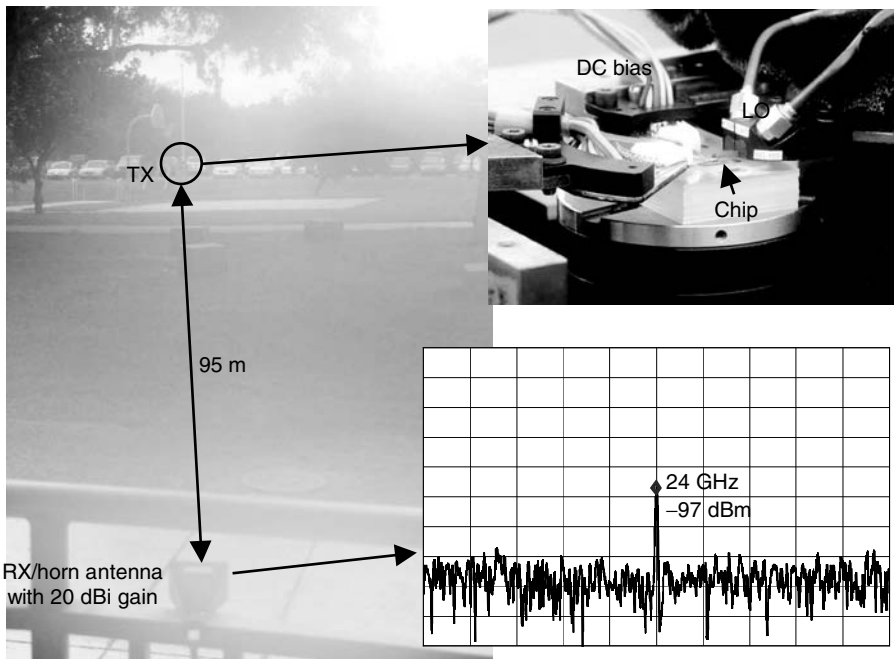 DC bias
LO
TX
Chip
95 m
24 GHz
–97 dBm
RX/horn antenna
with 20 dBi gain